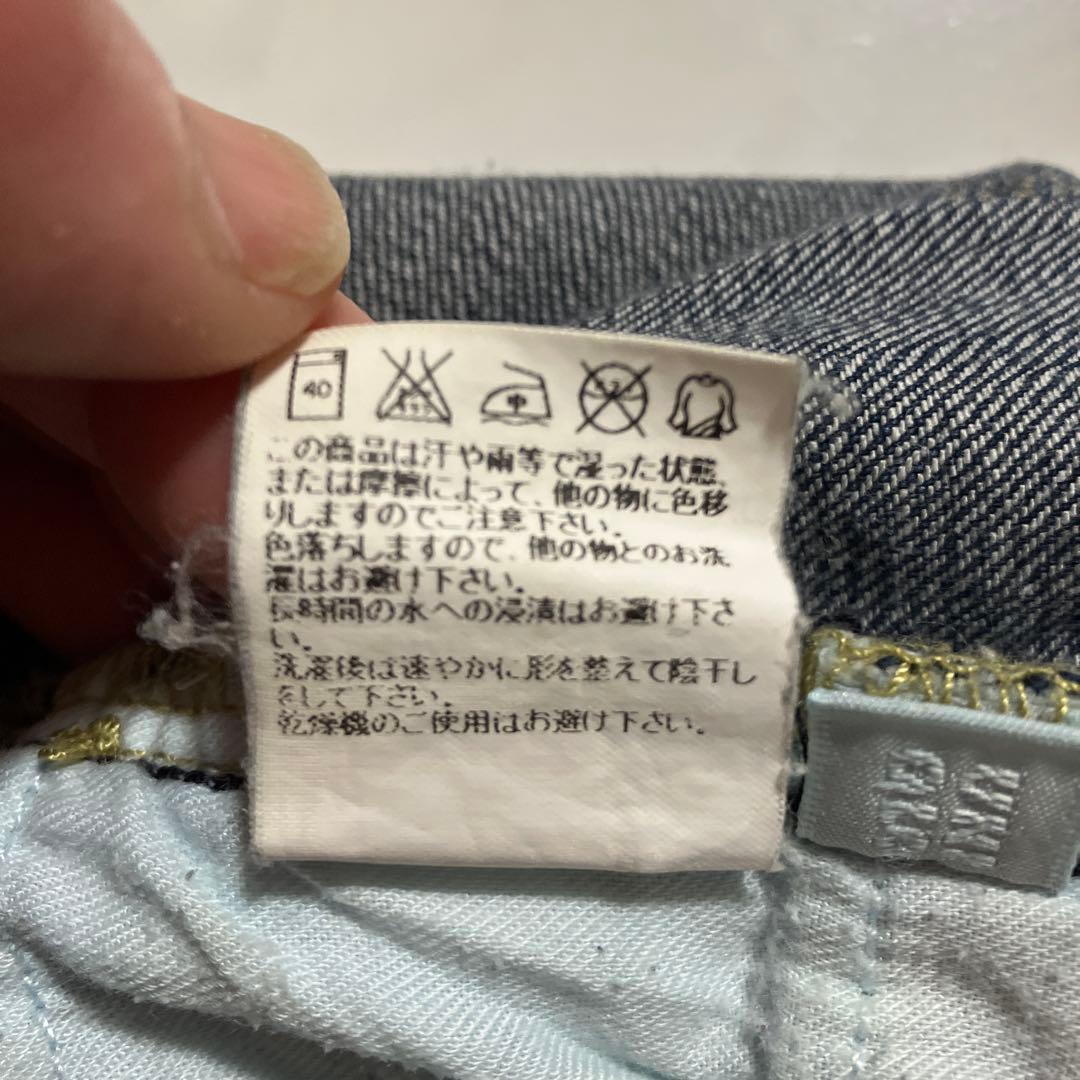 40
中
この商品は汗や雨等で湿った状態、
または摩擦によって、他の物に色移
りしますのでご注意下さい。
色落ちしますので、他の物とのお洗
濯はお避け下さい。
長時間の水への浸漬はお避け下さ
い。
洗濯後は速やかに形を整えて陰干し
をして下さい。
乾燥機のご使用はお避け下さい。